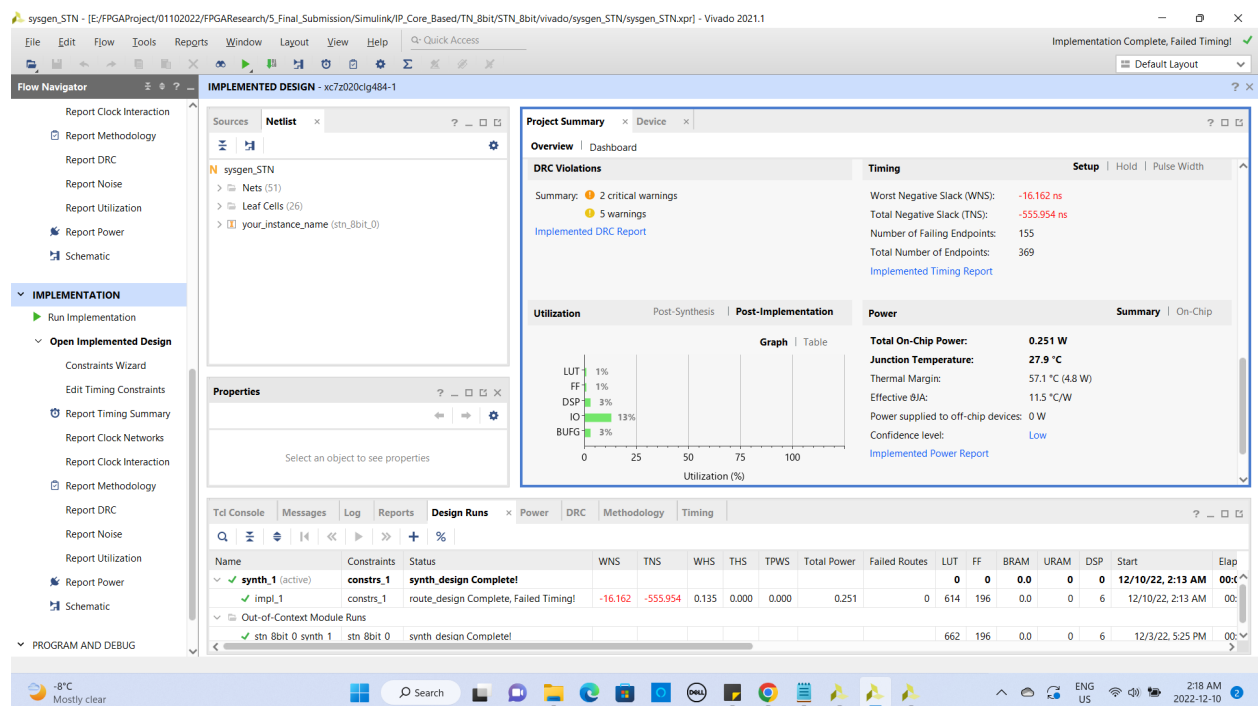 sysgen_STN - [E:/FPGAProject/01102022/FPGAResearch/5_Final_Submission/Simulink/IP_Core_Based/TN_8bit/STN_8bit/vivado/sysgen_STN/sysgen_STN.xpr] - Vivado 2021.1
File Edit Flow Tools Reports Window Layout View Help Q- Quick Access
Implementation Complete, Failed Timing!
Default Layout
Flow Navigator
IMPLEMENTED DESIGN - xc7z020clg484-1
Report Clock Interaction
Report Methodology
Report DRC
Report Noise
Report Utilization
Report Power
Schematic
IMPLEMENTATION
Run Implementation
Open Implemented Design
Constraints Wizard
Edit Timing Constraints
Report Timing Summary
Report Clock Networks
Report Clock Interaction
Report Methodology
Report DRC
Report Noise
Report Utilization
Report Power
Schematic
PROGRAM AND DEBUG
Sources Netlist
N sysgen_STN
Nets (51)
Leaf Cells (26)
your_instance_name (stn_8bit_0)
Properties
Select an object to see properties
Project Summary Device
Overview Dashboard
DRC Violations
Summary: 2 critical warnings
5 warnings
Implemented DRC Report
Timing Setup Hold Pulse Width
Worst Negative Slack (WNS): -16.162 ns
Total Negative Slack (TNS): -555.954 ns
Number of Failing Endpoints: 155
Total Number of Endpoints: 369
Implemented Timing Report
Utilization Post-Synthesis Post-Implementation
Graph Table
LUT 1%
FF 1%
DSP 3%
IO 13%
BUFG 3%
0 25 50 75 100
Utilization (%)
Power Summary On-Chip
Total On-Chip Power: 0.251 W
Junction Temperature: 27.9 °C
Thermal Margin: 57.1 °C (4.8 W)
Effective ϑJA: 11.5 °C/W
Power supplied to off-chip devices: 0 W
Confidence level: Low
Implemented Power Report
Tcl Console Messages Log Reports Design Runs Power DRC Methodology Timing
Name Constraints Status WNS TNS WHS THS TPWS Total Power Failed Routes LUT FF BRAM URAM DSP Start Elap
synth_1 (active) constrs_1 synth_design Complete! 0 0 0.0 0 0 12/10/22, 2:13 AM 00:0
impl_1 constrs_1 route_design Complete, Failed Timing! -16.162 -555.954 0.135 0.000 0.000 0.251 0 614 196 0.0 0 6 12/10/22, 2:13 AM 00:
Out-of-Context Module Runs
stn_8bit_0_synth_1 stn_8bit_0 synth_design Complete! 662 196 0.0 0 6 12/3/22, 5:25 PM 00:
-8°C
Mostly clear
Search
DELL
ENG
US
2:18 AM
2022-12-10
2